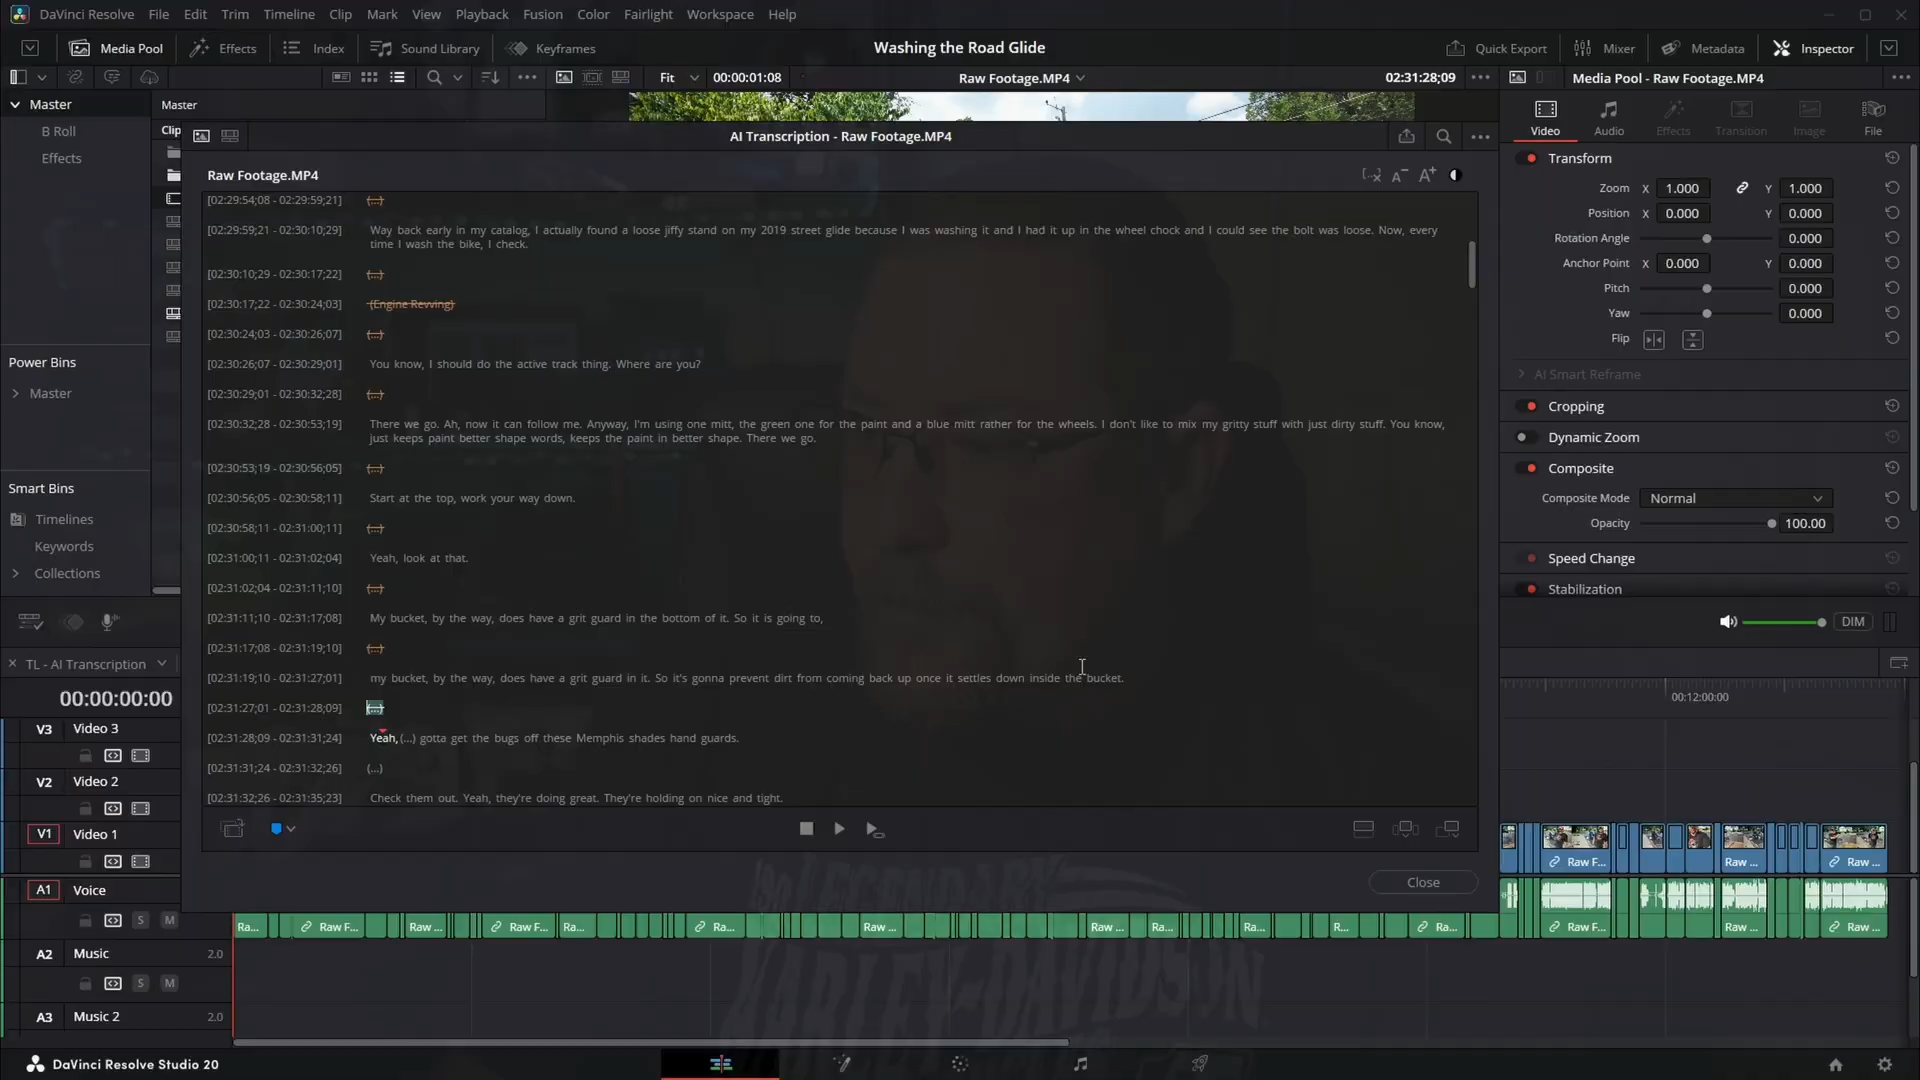 DaVinci Resolve File Edit Trim Timeline Clip Mark View Playback Fusion Color Fairlight Workspace Help
Media Pool Effects Index Sound Library Keyframes Washing the Road Glide Quick Export Mixer Metadata Inspector
Fit 00:00:01:08 Raw Footage.MP4 02:31:28;09 Media Pool - Raw Footage.MP4
Master
B Roll
Effects
Power Bins
Master
Smart Bins
Timelines
Keywords
Collections
Master
Clip
AI Transcription - Raw Footage.MP4
Raw Footage.MP4
A- A+
[02:29:54;08 - 02:29:59;21] (...)
[02:29:59;21 - 02:30:10;29] Way back early in my catalog, I actually found a loose jiffy stand on my 2019 street glide because I was washing it and I had it up in the wheel chock and I could see the bolt was loose. Now, every
time I wash the bike, I check.
[02:30:10;29 - 02:30:17;22] (...)
[02:30:17;22 - 02:30:24;03] (Engine Revving)
[02:30:24;03 - 02:30:26;07] (...)
[02:30:26;07 - 02:30:29;01] You know, I should do the active track thing. Where are you?
[02:30:29;01 - 02:30:32;28] (...)
[02:30:32;28 - 02:30:53;19] There we go. Ah, now it can follow me. Anyway, I'm using one mitt, the green one for the paint and a blue mitt rather for the wheels. I don't like to mix my gritty stuff with just dirty stuff. You know,
just keeps paint better shape words, keeps the paint in better shape. There we go.
[02:30:53;19 - 02:30:56;05] (...)
[02:30:56;05 - 02:30:58;11] Start at the top, work your way down.
[02:30:58;11 - 02:31:00;11] (...)
[02:31:00;11 - 02:31:02;04] Yeah, look at that.
[02:31:02;04 - 02:31:11;10] (...)
[02:31:11;10 - 02:31:17;08] My bucket, by the way, does have a grit guard in the bottom of it. So it is going to,
[02:31:17;08 - 02:31:19;10] (...)
[02:31:19;10 - 02:31:27;01] my bucket, by the way, does have a grit guard in it. So it's gonna prevent dirt from coming back up once it settles down inside the bucket.
[02:31:27;01 - 02:31:28;09] (...)
[02:31:28;09 - 02:31:31;24] Yeah, (...) gotta get the bugs off these Memphis shades hand guards.
[02:31:31;24 - 02:31:32;26] (...)
[02:31:32;26 - 02:31:35;23] Check them out. Yeah, they're doing great. They're holding on nice and tight.
Close
Video Audio Effects Transition Image File
Transform
Zoom X 1.000 Y 1.000
Position X 0.000 Y 0.000
Rotation Angle 0.000
Anchor Point X 0.000 Y 0.000
Pitch 0.000
Yaw 0.000
Flip
AI Smart Reframe
Cropping
Dynamic Zoom
Composite
Composite Mode Normal
Opacity 100.00
Speed Change
Stabilization
DIM
TL - AI Transcription
00:00:00:00
00:12:00:00
V3 Video 3
V2 Video 2
V1 Video 1
Raw F... Raw ... Raw ...
A1 Voice
S M
Ra... Raw F... Raw ... Raw F... Ra... Ra... Raw ... Raw ... Ra... Ra... R... Ra... Raw F... Raw ... Raw ...
A2 Music 2.0
S M
A3 Music 2 2.0
LEGENDARY
HARLEY-DAVIDSON
DaVinci Resolve Studio 20